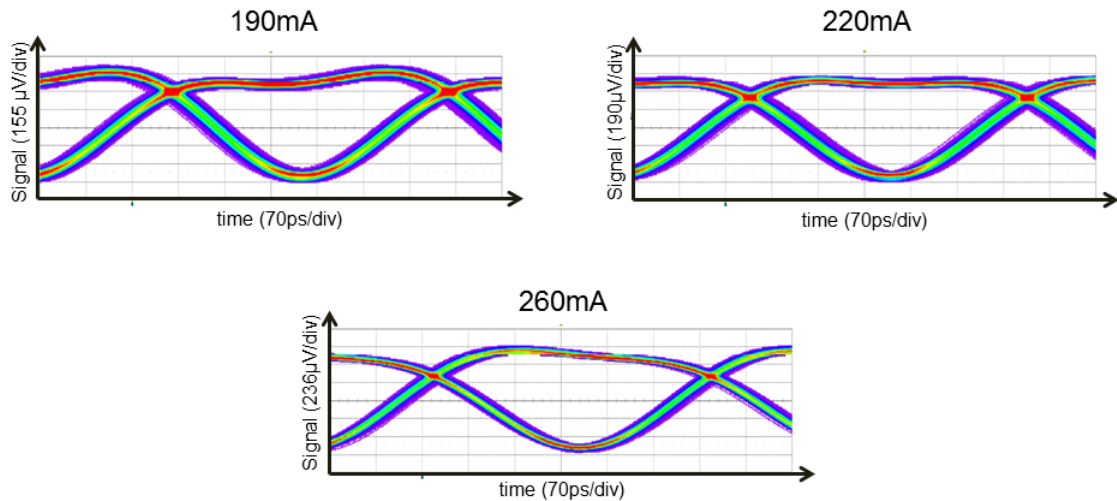 190mA
Signal (155 µV/div)
time (70ps/div)
220mA
Signal (190µV/div)
time (70ps/div)
260mA
Signal (236µV/div)
time (70ps/div)